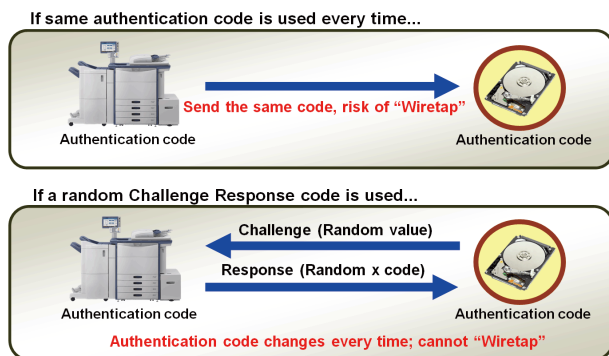 If same authentication code is used every time...
Send the same code, risk of “Wiretap”
Authentication code
Authentication code
If a random Challenge Response code is used...
Challenge (Random value)
Response (Random x code)
Authentication code
Authentication code
Authentication code changes every time; cannot “Wiretap”